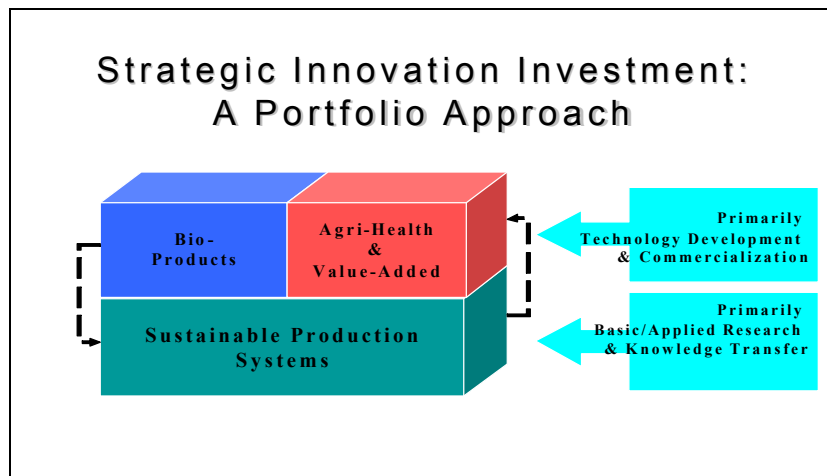 Strategic Innovation Investment:
A Portfolio Approach
Bio-
Products
Agri-Health
&
Value-Added
Primarily
Technology Development
& Commercialization
Sustainable Production
Systems
Primarily
Basic/Applied Research
& Knowledge Transfer